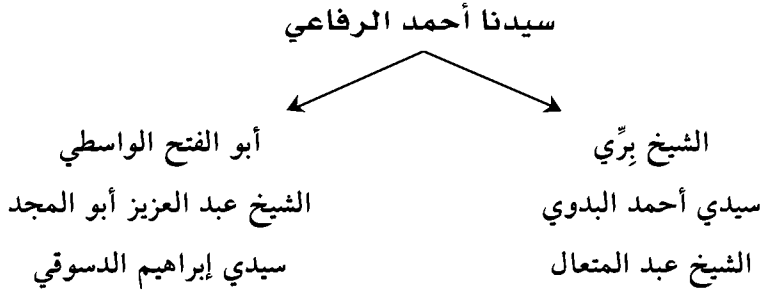 سيدنا أحمد الرفاعي
الشيخ بِرِّي
أبو الفتح الواسطي
سيدي أحمد البدوي
الشيخ عبد العزيز أبو المجد
الشيخ عبد المتعال
سيدي إبراهيم الدسوقي